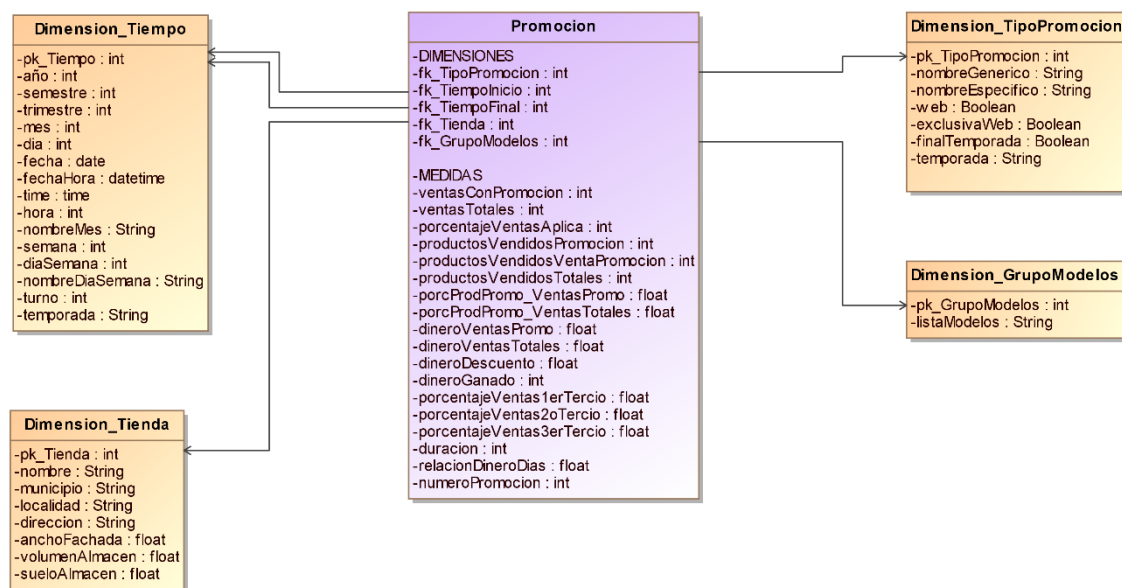 Dimension_Tiempo
-pk_Tiempo : int
-año : int
-semestre : int
-trimestre : int
-mes : int
-dia : int
-fecha : date
-fechaHora : datetime
-time : time
-hora : int
-nombreMes : String
-semana : int
-diaSemana : int
-nombreDiaSemana : String
-turno : int
-temporada : String
Dimension_Tienda
-pk_Tienda : int
-nombre : String
-municipio : String
-localidad : String
-direccion : String
-anchoFachada : float
-volumenAlmacen : float
-sueloAlmacen : float
Promocion
-DIMENSIONES
-fk_TipoPromocion : int
-fk_TiempoInicio : int
-fk_TiempoFinal : int
-fk_Tienda : int
-fk_GrupoModelos : int
-MEDIDAS
-ventasConPromocion : int
-ventasTotales : int
-porcentajeVentasAplica : int
-productosVendidosPromocion : int
-productosVendidosVentaPromocion : int
-productosVendidosTotales : int
-porcProdPromo_VentasPromo : float
-porcProdPromo_VentasTotales : float
-dineroVentasPromo : float
-dineroVentasTotales : float
-dineroDescuento : float
-dineroGanado : int
-porcentajeVentas1erTercio : float
-porcentajeVentas2oTercio : float
-porcentajeVentas3erTercio : float
-duracion : int
-relacionDineroDias : float
-numeroPromocion : int
Dimension_TipoPromocion
-pk_TipoPromocion : int
-nombreGenerico : String
-nombreEspecifico : String
-web : Boolean
-exclusivaWeb : Boolean
-finalTemporada : Boolean
-temporada : String
Dimension_GrupoModelos
-pk_GrupoModelos : int
-listaModelos : String